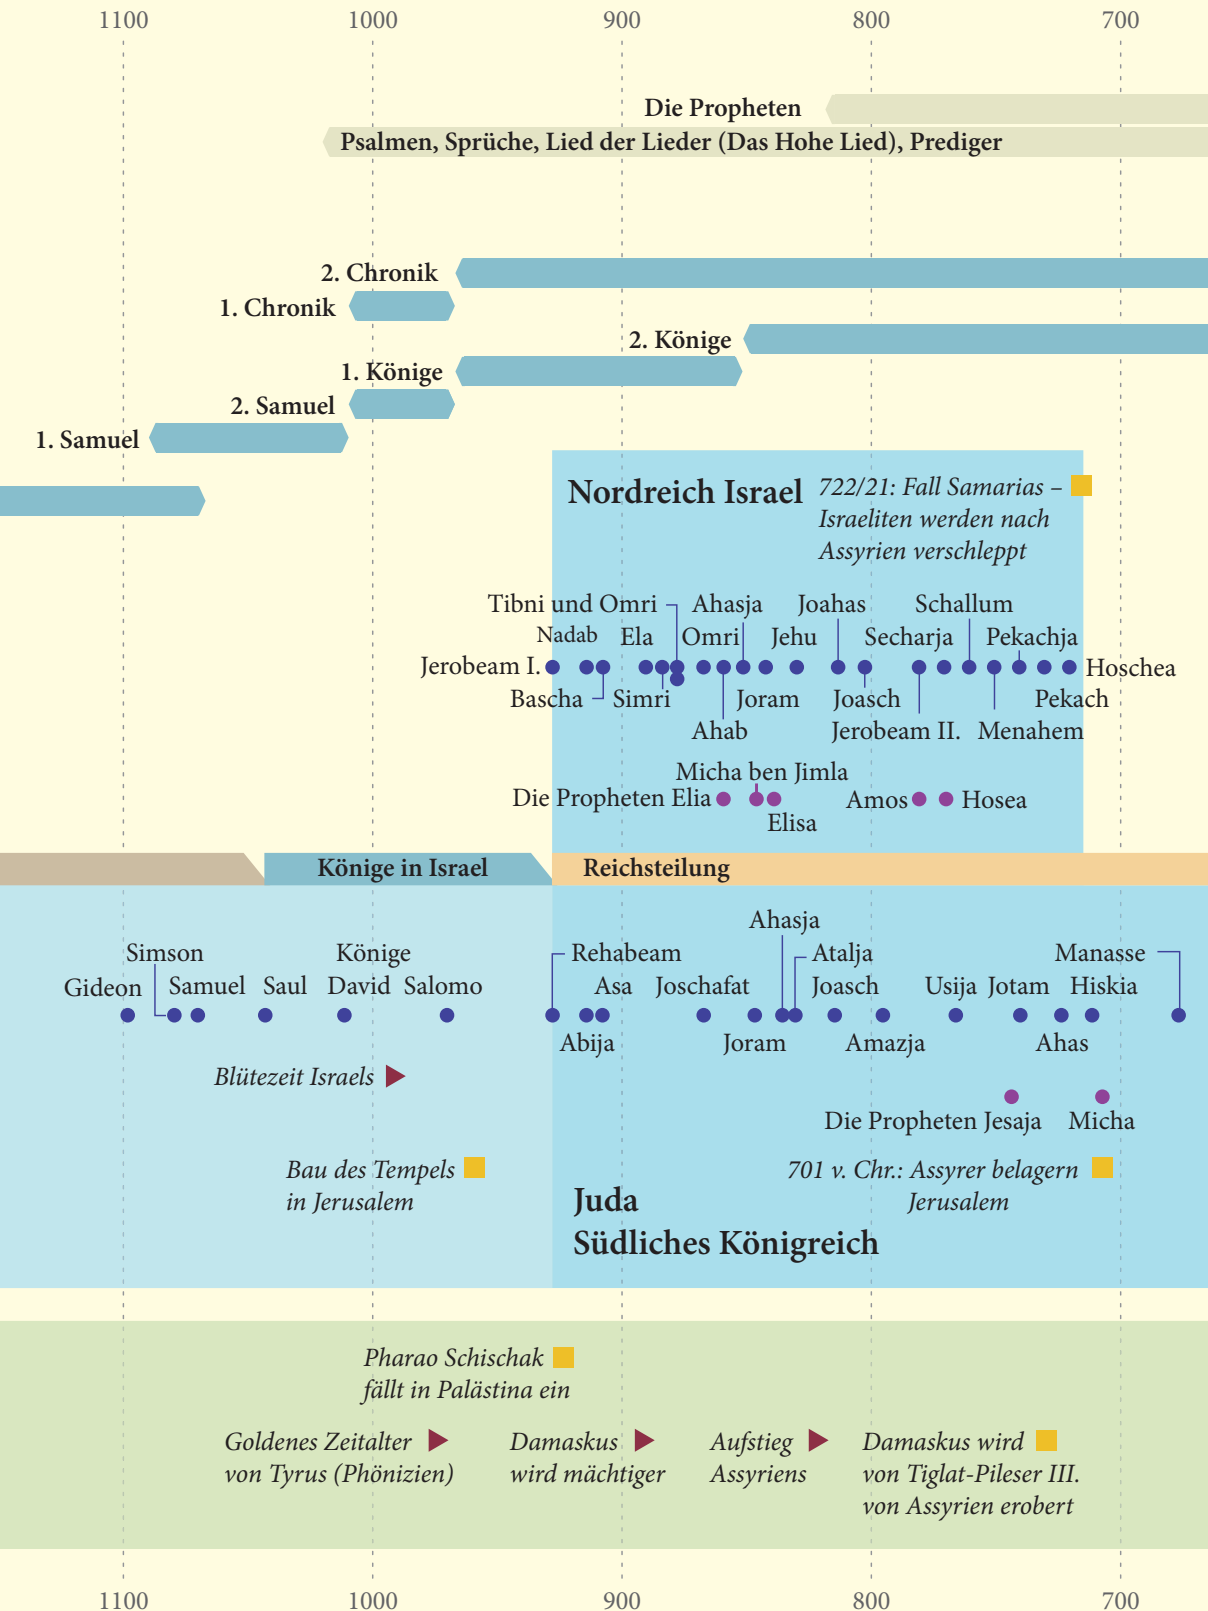 1100 1000 900 800 700
Die Propheten
Psalmen, Sprüche, Lied der Lieder (Das Hohe Lied), Prediger
2. Chronik
1. Chronik
2. Könige
1. Könige
2. Samuel
1. Samuel
Nordreich Israel
722/21: Fall Samarias –
Israeliten werden nach
Assyrien verschleppt
Tibni und Omri Ahasja Joahas Schallum
Nadab Ela Omri Jehu Secharja Pekachja
Jerobeam I. Hoschea
Bascha Simri Joram Joasch Pekach
Ahab Jerobeam II. Menahem
Micha ben Jimla
Die Propheten Elia Amos Hosea
Elisa
Könige in Israel Reichsteilung
Ahasja
Simson Könige Rehabeam Atalja Manasse
Gideon Samuel Saul David Salomo Asa Joschafat Joasch Usija Jotam Hiskia
Abija Joram Amazja Ahas
Blütezeit Israels
Die Propheten Jesaja Micha
Bau des Tempels
in Jerusalem
701 v. Chr.: Assyrer belagern
Jerusalem
Juda
Südliches Königreich
Pharao Schischak
fällt in Palästina ein
Goldenes Zeitalter
von Tyrus (Phönizien)
Damaskus
wird mächtiger
Aufstieg
Assyriens
Damaskus wird
von Tiglat-Pileser III.
von Assyrien erobert
1100 1000 900 800 700